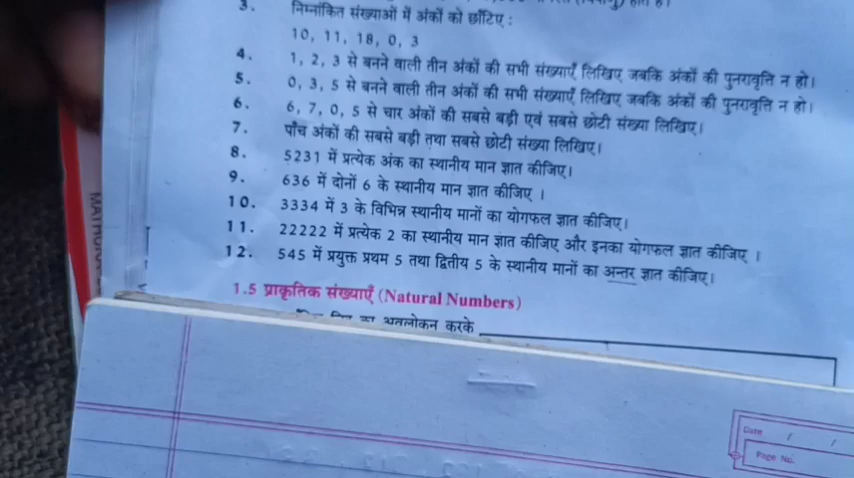 3. निम्नांकित संख्याओं में अंकों को छाँटिए :
10, 11, 18, 0, 3
4. 1, 2, 3 से बनने वाली तीन अंकों की सभी संख्याएँ लिखिए जबकि अंकों की पुनरावृत्ति न हो।
5. 0, 3, 5 से बनने वाली तीन अंकों की सभी संख्याएँ लिखिए जबकि अंकों की पुनरावृत्ति न हो।
6. 6, 7, 0, 5 से चार अंकों की सबसे बड़ी एवं सबसे छोटी संख्या लिखिए।
7. पाँच अंकों की सबसे बड़ी तथा सबसे छोटी संख्या लिखिए।
8. 5231 में प्रत्येक अंक का स्थानीय मान ज्ञात कीजिए।
9. 636 में दोनों 6 के स्थानीय मान ज्ञात कीजिए ।
10. 3334 में 3 के विभिन्न स्थानीय मानों का योगफल ज्ञात कीजिए।
11. 22222 में प्रत्येक 2 का स्थानीय मान ज्ञात कीजिए और इनका योगफल ज्ञात कीजिए ।
12. 545 में प्रयुक्त प्रथम 5 तथा द्वितीय 5 के स्थानीय मानों का अन्तर ज्ञात कीजिए।
1.5 प्राकृतिक संख्याएँ (Natural Numbers)
का अवलोकन करके
Date / /
Page No.